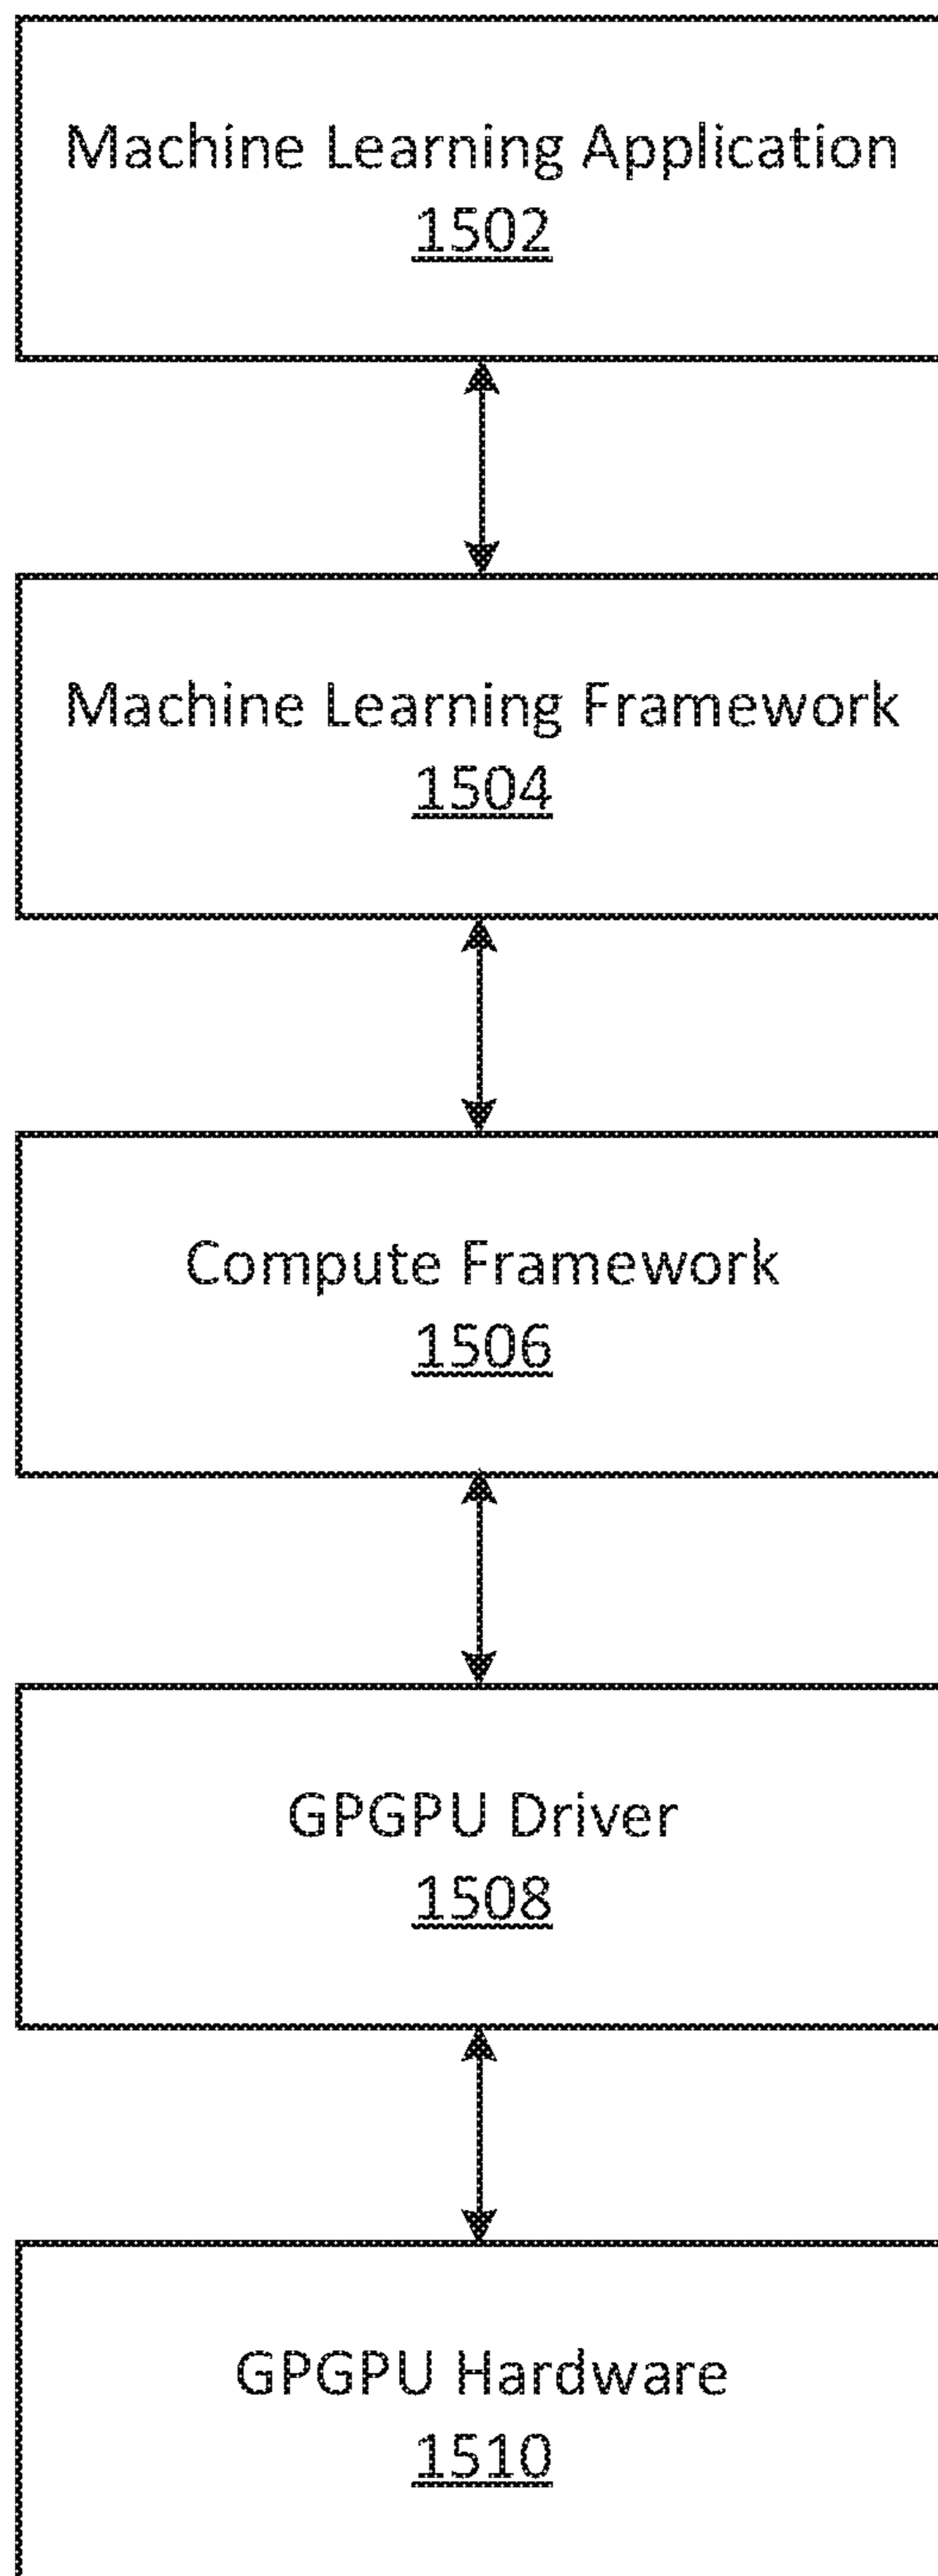 Machine Learning Application
1502
Machine Learning Framework
1504
Compute Framework
1506
GPGPU Driver
1508
GPGPU Hardware
1510